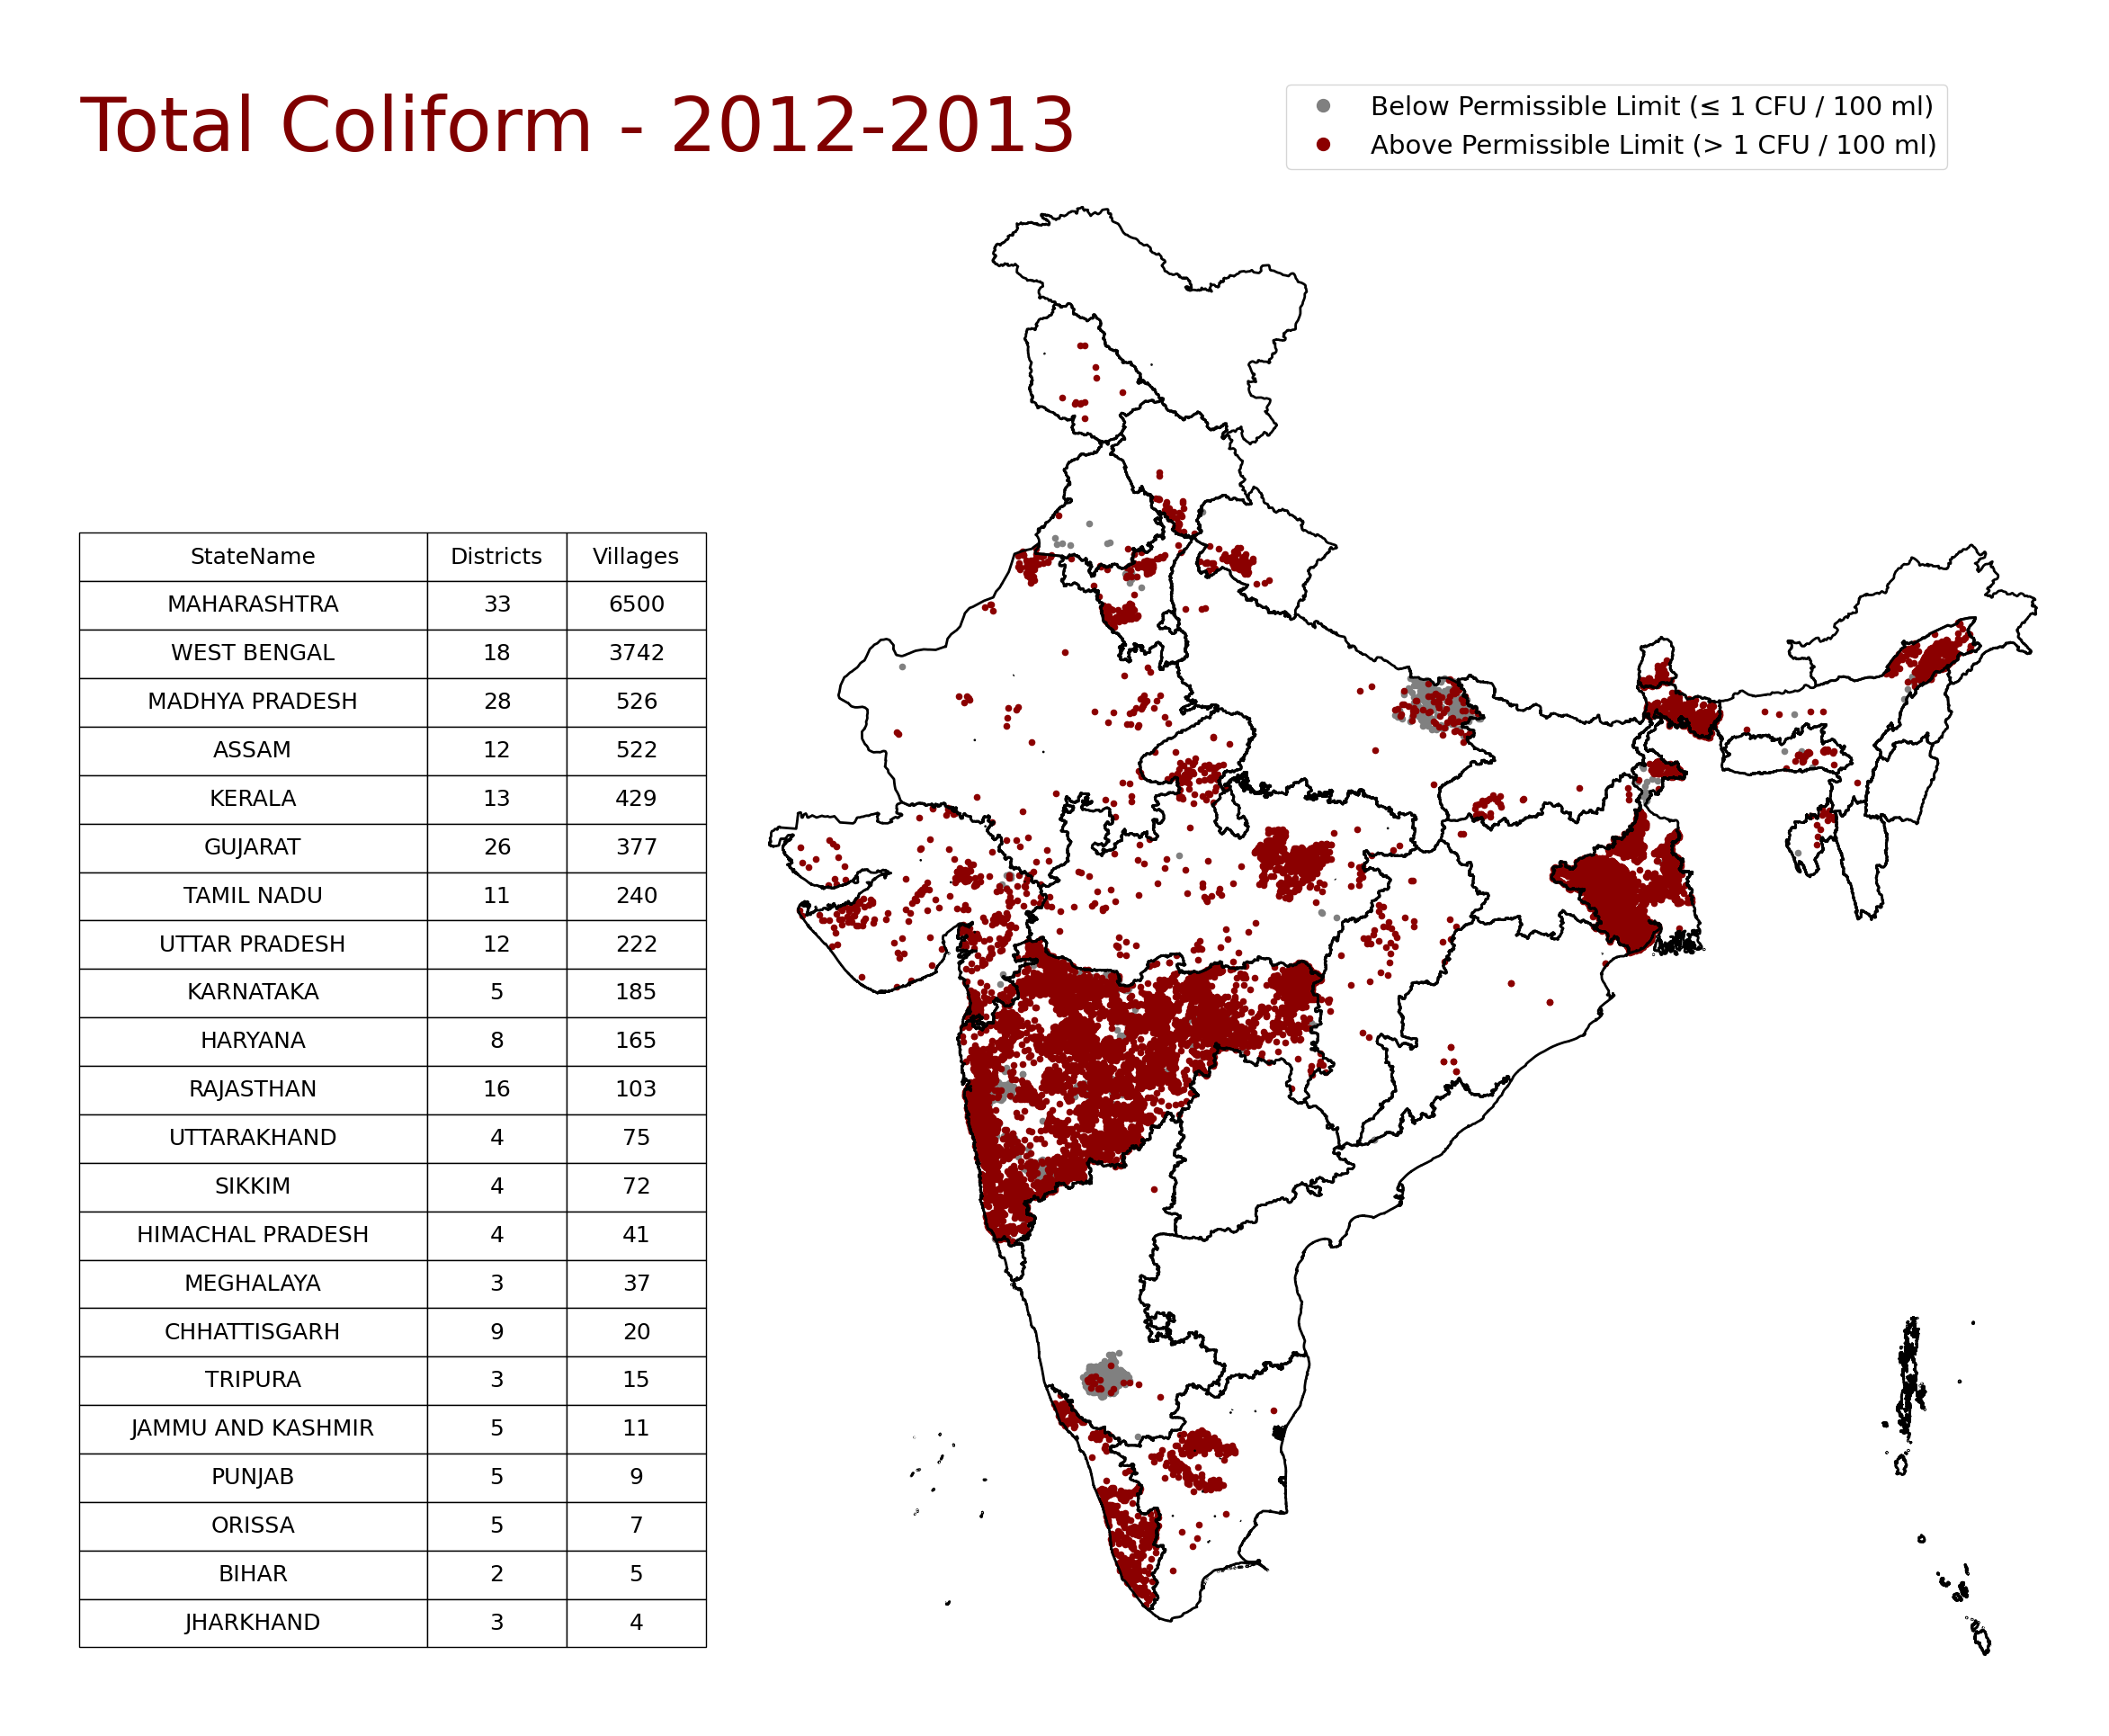 Total Coliform - 2012-2013
Below Permissible Limit (≤ 1 CFU / 100 ml)
Above Permissible Limit (> 1 CFU / 100 ml)
StateName Districts Villages
MAHARASHTRA 33 6500
WEST BENGAL 18 3742
MADHYA PRADESH 28 526
ASSAM 12 522
KERALA 13 429
GUJARAT 26 377
TAMIL NADU 11 240
UTTAR PRADESH 12 222
KARNATAKA 5 185
HARYANA 8 165
RAJASTHAN 16 103
UTTARAKHAND 4 75
SIKKIM 4 72
HIMACHAL PRADESH 4 41
MEGHALAYA 3 37
CHHATTISGARH 9 20
TRIPURA 3 15
JAMMU AND KASHMIR 5 11
PUNJAB 5 9
ORISSA 5 7
BIHAR 2 5
JHARKHAND 3 4